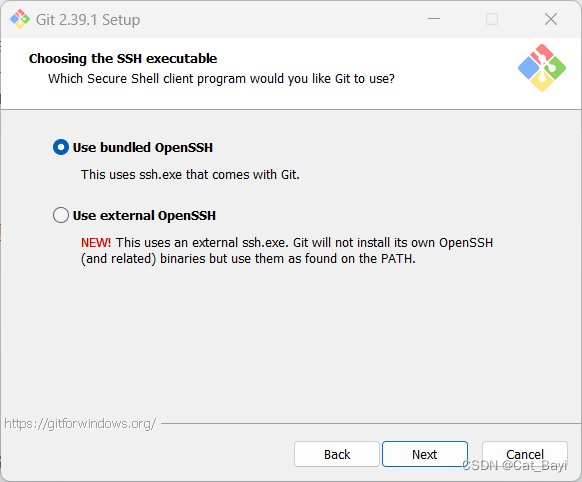 Git 2.39.1 Setup
Choosing the SSH executable
Which Secure Shell client program would you like Git to use?
Use bundled OpenSSH
This uses ssh.exe that comes with Git.
Use external OpenSSH
NEW! This uses an external ssh.exe. Git will not install its own OpenSSH
(and related) binaries but use them as found on the PATH.
https://gitforwindows.org/
Back Next Cancel
CSDN @Cat_Bayi